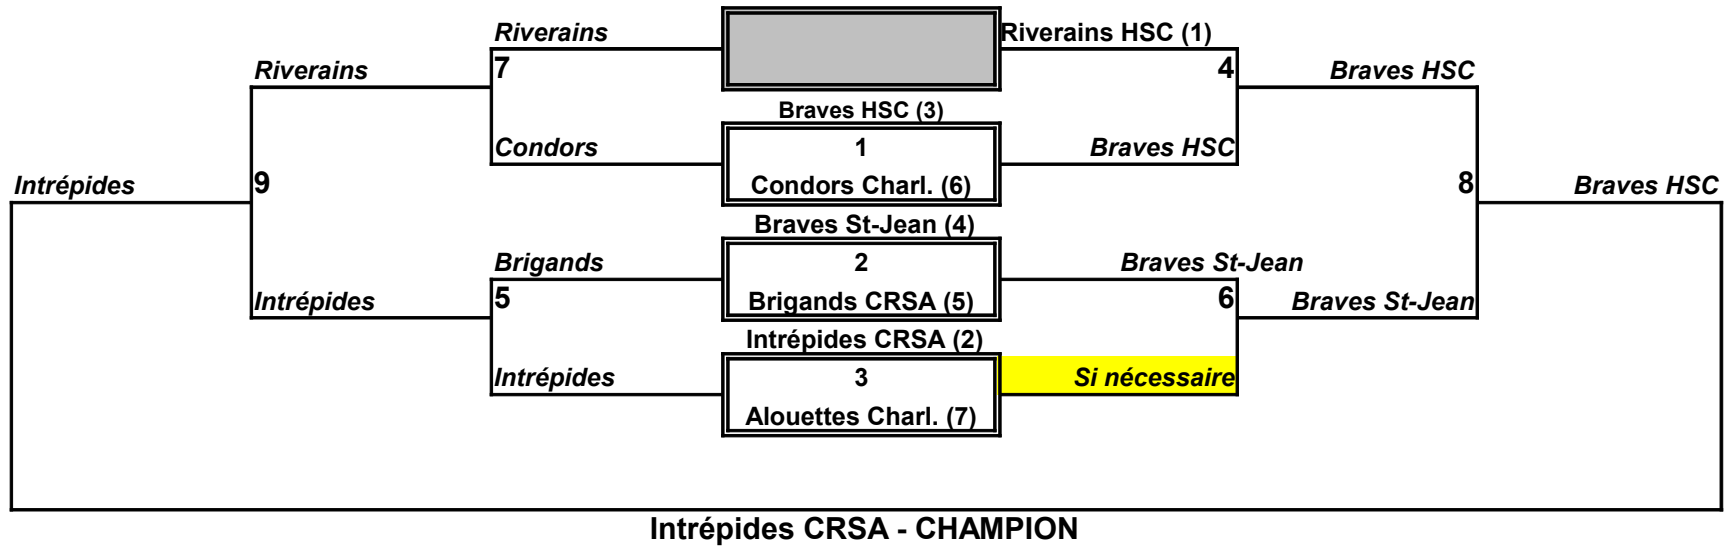 Riverains Riverains HSC (1)
Riverains 7 4 Braves HSC
Braves HSC (3)
Condors 1 Braves HSC
Intrépides 9 Condors Charl. (6) 8 Braves HSC
Braves St-Jean (4)
Brigands 2 Braves St-Jean
Intrépides 5 Brigands CRSA (5) 6 Braves St-Jean
Intrépides CRSA (2)
Intrépides 3 Si nécessaire
Alouettes Charl. (7)
Intrépides CRSA - CHAMPION